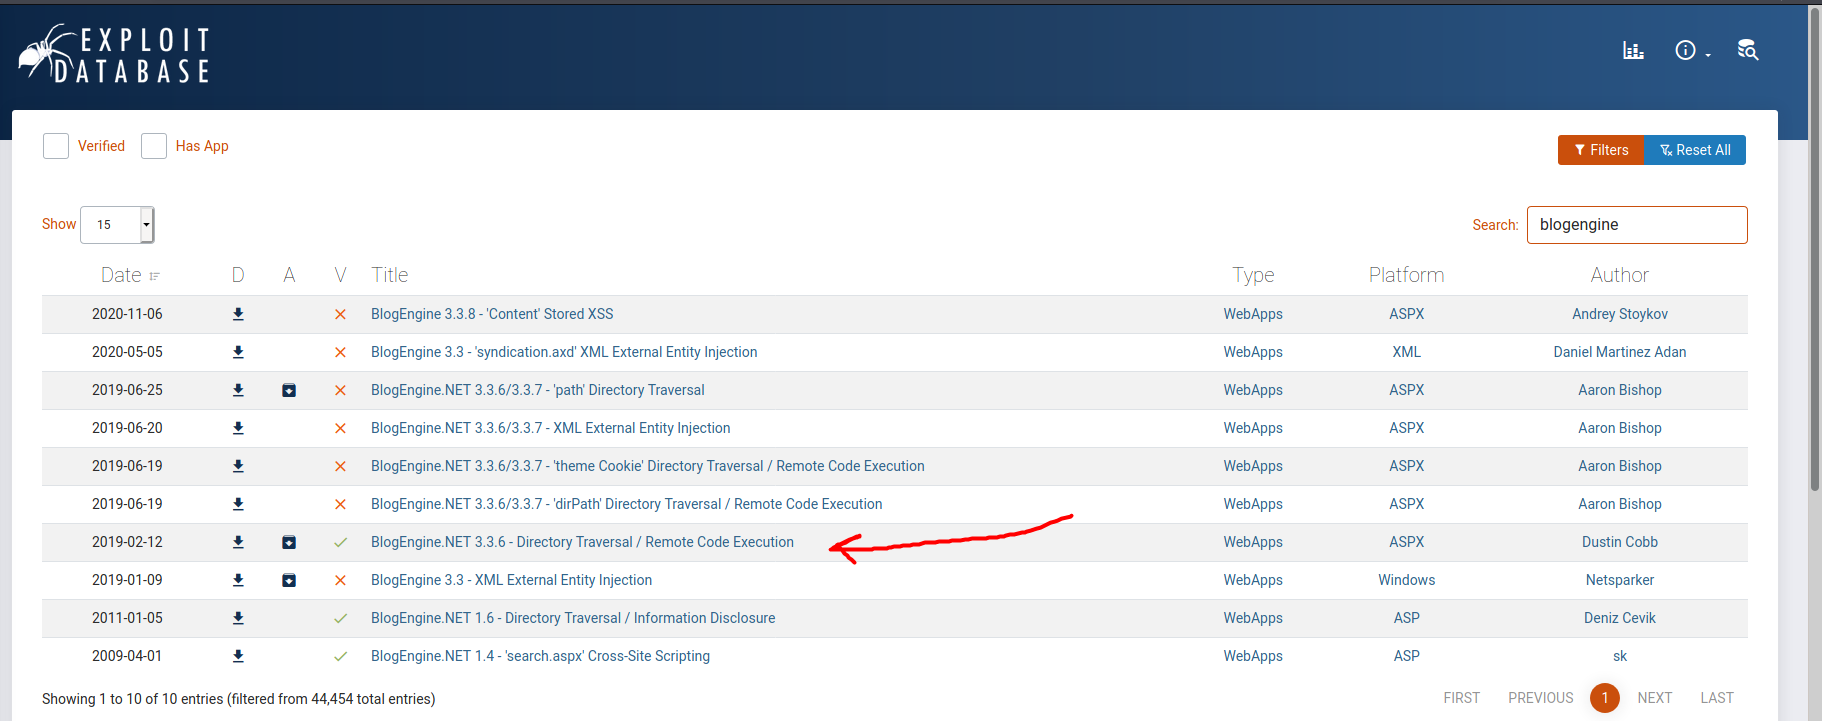 EXPLOIT
DATABASE
Verified Has App
Filters Reset All
Show 15
Search: blogengine
Date D A V Title Type Platform Author
2020-11-06 BlogEngine 3.3.8 - 'Content' Stored XSS WebApps ASPX Andrey Stoykov
2020-05-05 BlogEngine 3.3 - 'syndication.axd' XML External Entity Injection WebApps XML Daniel Martinez Adan
2019-06-25 BlogEngine.NET 3.3.6/3.3.7 - 'path' Directory Traversal WebApps ASPX Aaron Bishop
2019-06-20 BlogEngine.NET 3.3.6/3.3.7 - XML External Entity Injection WebApps ASPX Aaron Bishop
2019-06-19 BlogEngine.NET 3.3.6/3.3.7 - 'theme Cookie' Directory Traversal / Remote Code Execution WebApps ASPX Aaron Bishop
2019-06-19 BlogEngine.NET 3.3.6/3.3.7 - 'dirPath' Directory Traversal / Remote Code Execution WebApps ASPX Aaron Bishop
2019-02-12 BlogEngine.NET 3.3.6 - Directory Traversal / Remote Code Execution WebApps ASPX Dustin Cobb
2019-01-09 BlogEngine 3.3 - XML External Entity Injection WebApps Windows Netsparker
2011-01-05 BlogEngine.NET 1.6 - Directory Traversal / Information Disclosure WebApps ASP Deniz Cevik
2009-04-01 BlogEngine.NET 1.4 - 'search.aspx' Cross-Site Scripting WebApps ASP sk
Showing 1 to 10 of 10 entries (filtered from 44,454 total entries)
FIRST PREVIOUS 1 NEXT LAST